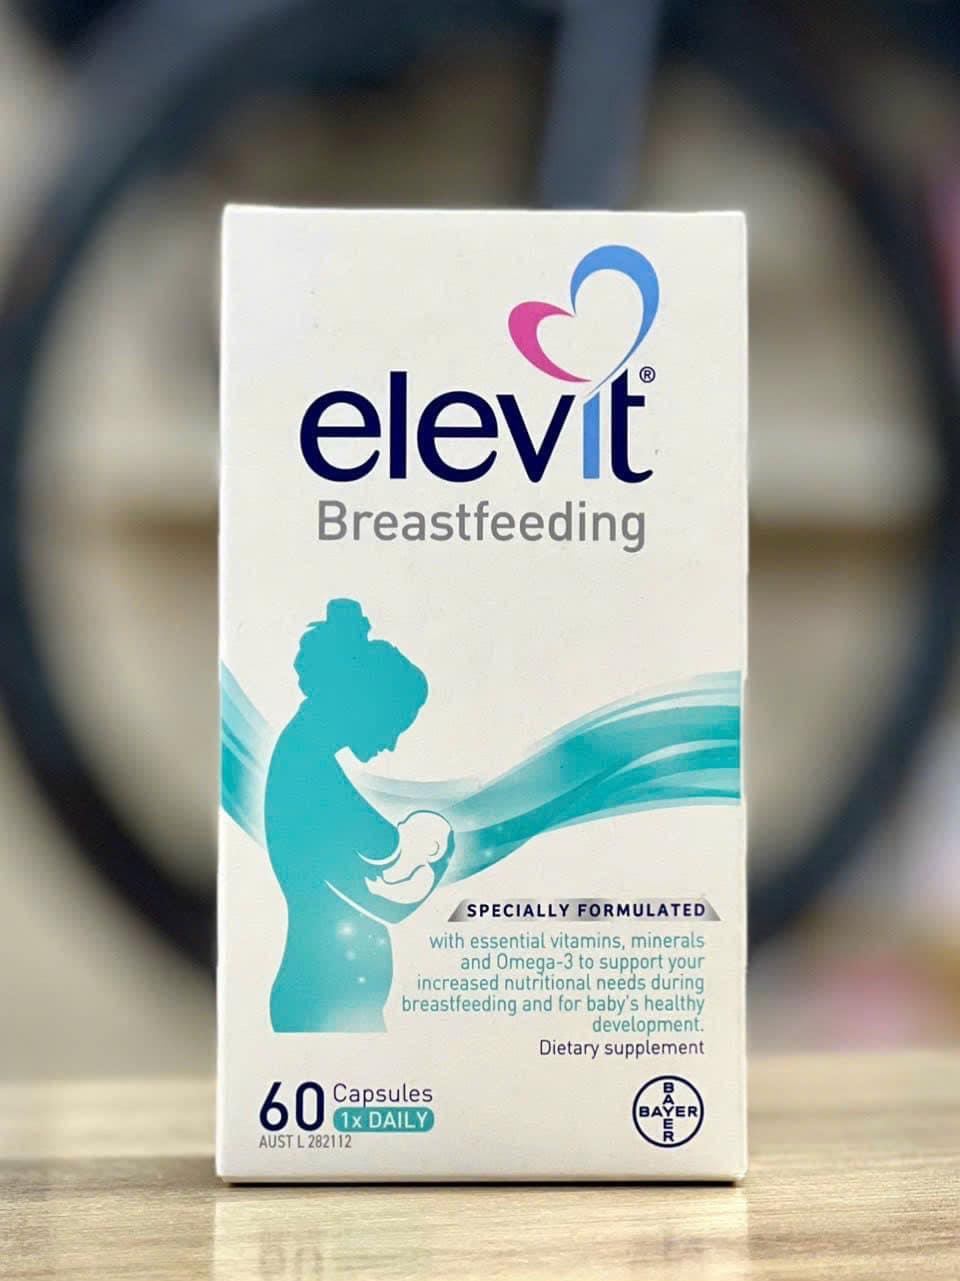 elevit®
Breastfeeding
SPECIALLY FORMULATED
with essential vitamins, minerals
and Omega-3 to support your
increased nutritional needs during
breastfeeding and for baby's healthy
development.
Dietary supplement
60 Capsules
1x DAILY
AUST L 282112
BAYER
BAYER